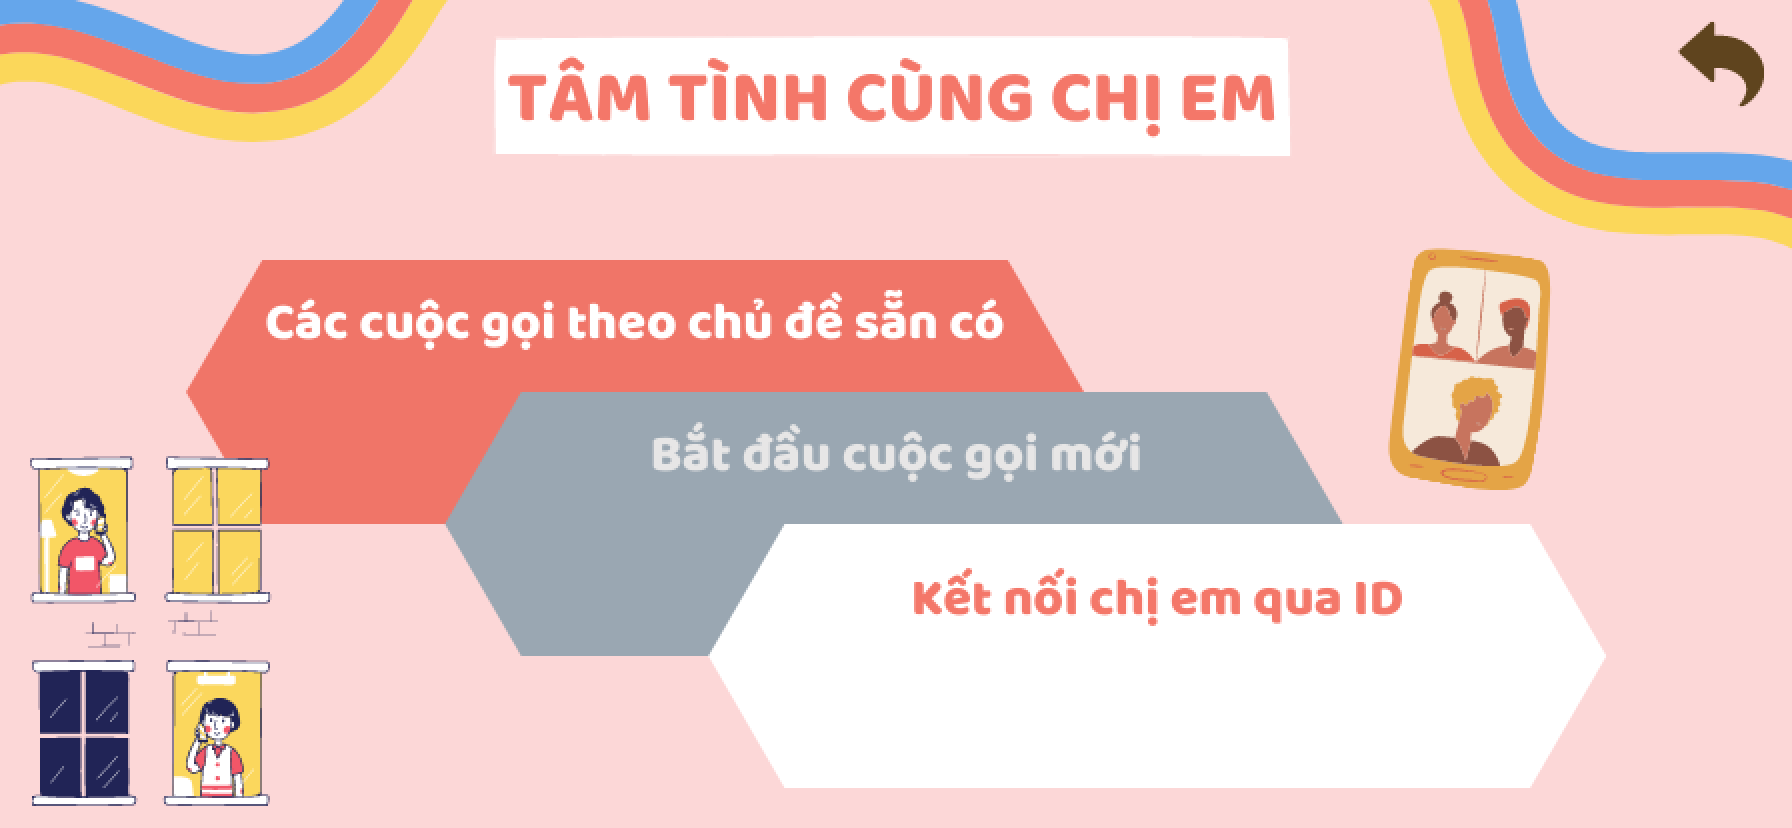 TÂM TÌNH CÙNG CHỊ EM
Các cuộc gọi theo chủ đề sẵn có
Bắt đầu cuộc gọi mới
Kết nối chị em qua ID